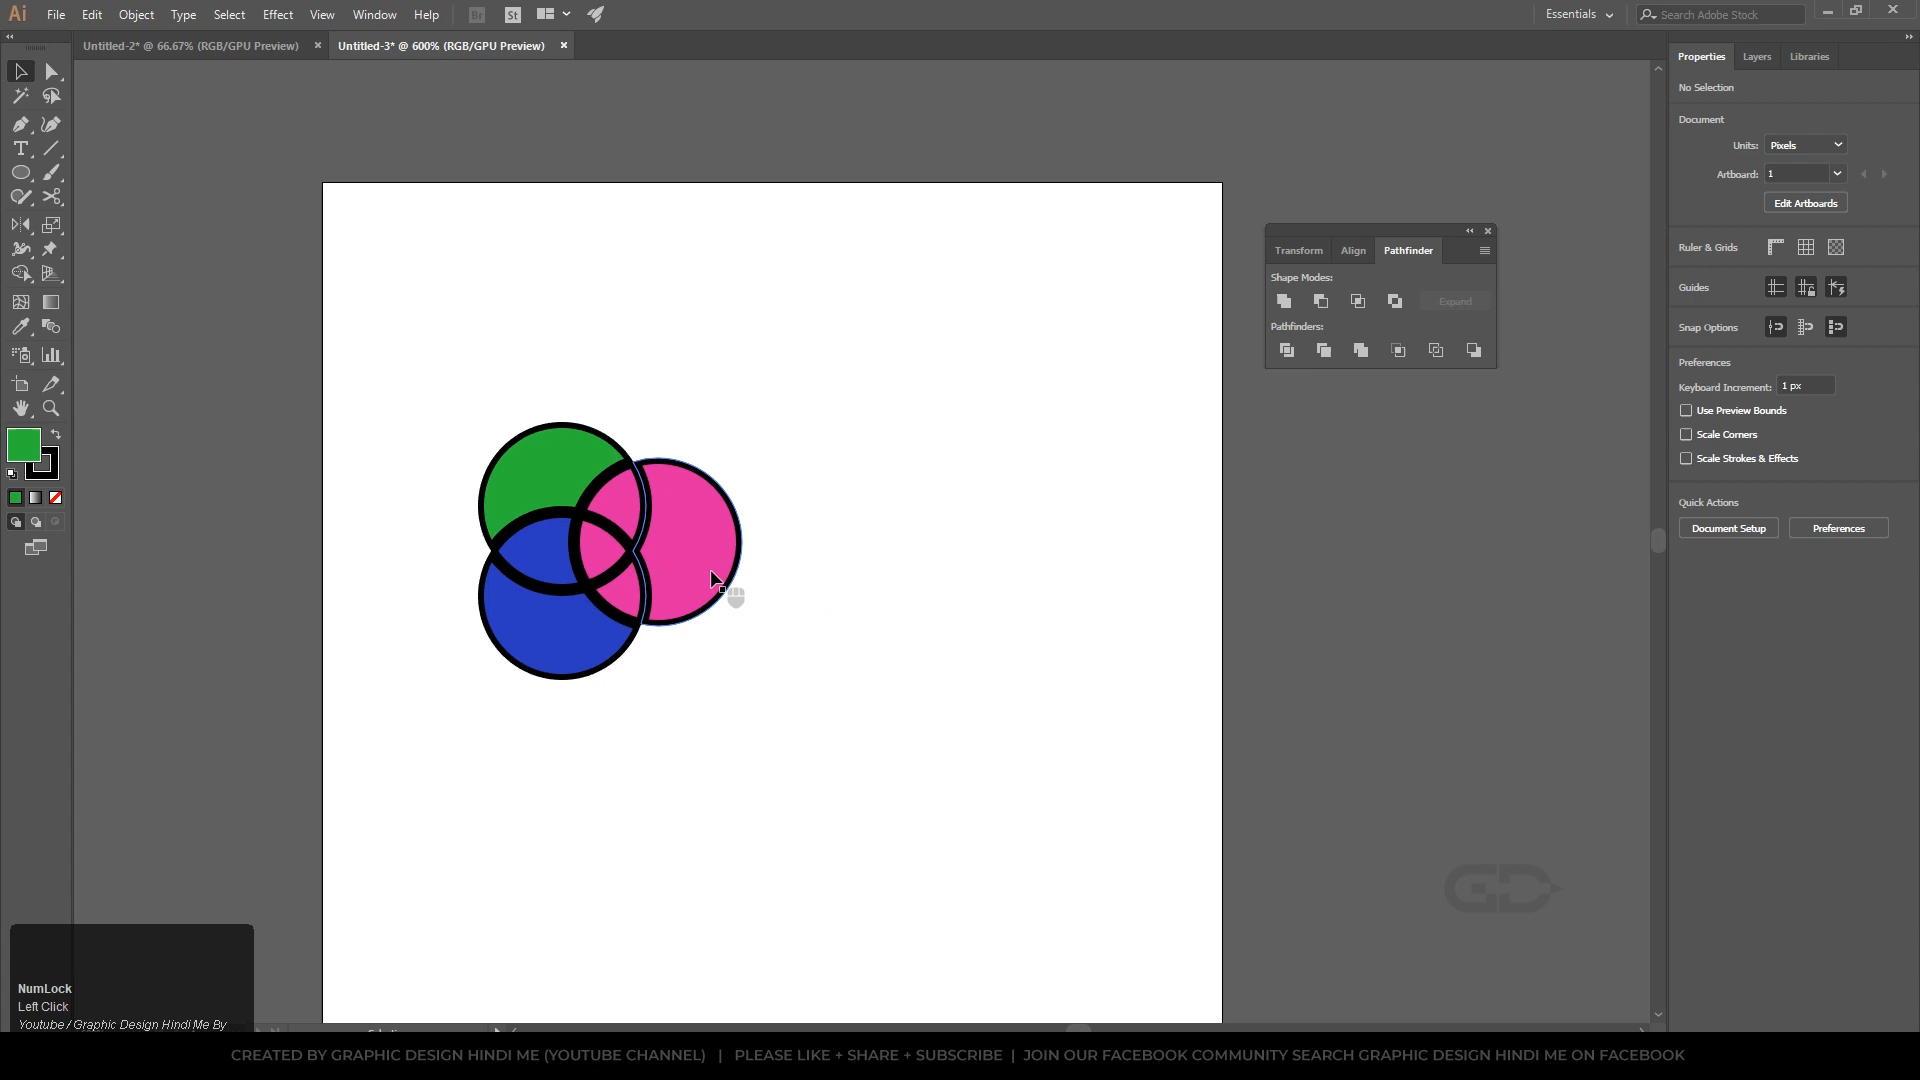 Ai File Edit Object Type Select Effect View Window Help Br St Essentials Search Adobe Stock
Untitled-2* @ 66.67% (RGB/GPU Preview) Untitled-3* @ 600% (RGB/GPU Preview)
Properties Layers Libraries
No Selection
Document
Units: Pixels
Artboard: 1
Edit Artboards
Ruler & Grids
Guides
Snap Options
Preferences
Keyboard Increment: 1 px
Use Preview Bounds
Scale Corners
Scale Strokes & Effects
Quick Actions
Document Setup Preferences
Transform Align Pathfinder
Shape Modes:
Expand
Pathfinders:
GD
NumLock
Left Click
Youtube / Graphic Design Hindi Me By
CREATED BY GRAPHIC DESIGN HINDI ME (YOUTUBE CHANNEL) | PLEASE LIKE + SHARE + SUBSCRIBE | JOIN OUR FACEBOOK COMMUNITY SEARCH GRAPHIC DESIGN HINDI ME ON FACEBOOK